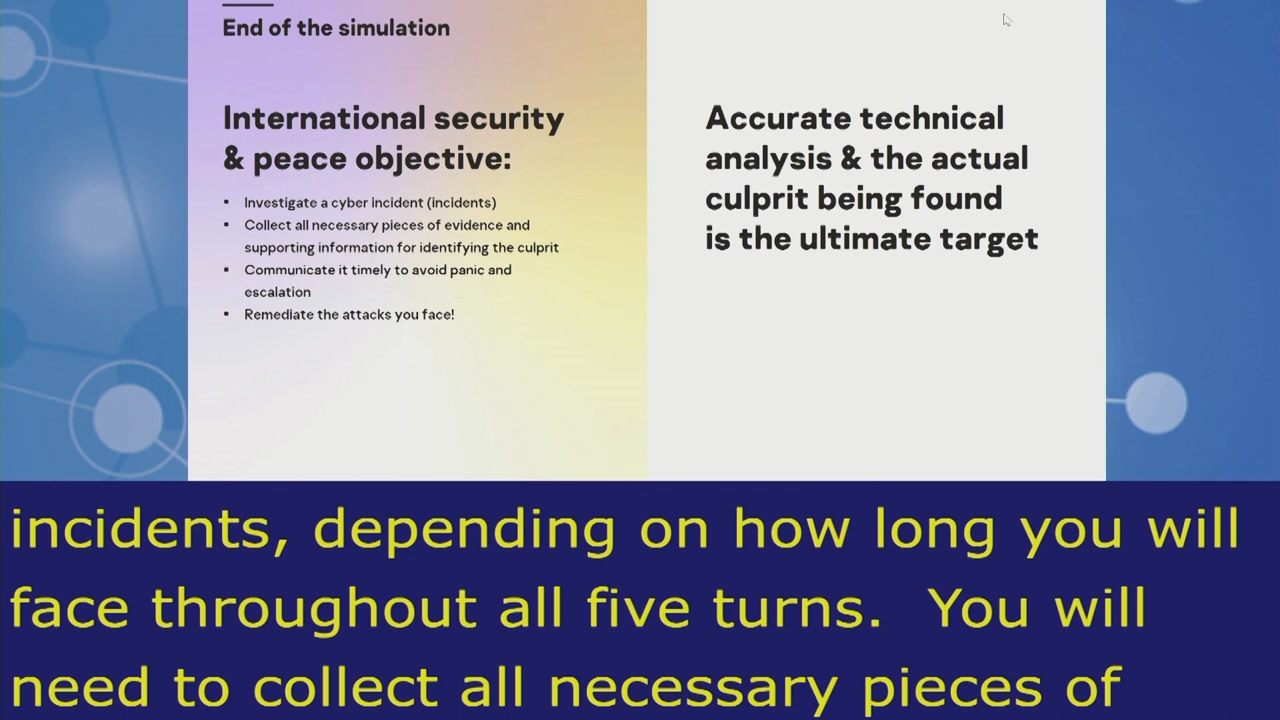 End of the simulation
International security
& peace objective:
• Investigate a cyber incident (incidents)
• Collect all necessary pieces of evidence and
supporting information for identifying the culprit
• Communicate it timely to avoid panic and
escalation
• Remediate the attacks you face!
Accurate technical
analysis & the actual
culprit being found
is the ultimate target
incidents, depending on how long you will
face throughout all five turns.  You will
need to collect all necessary pieces of